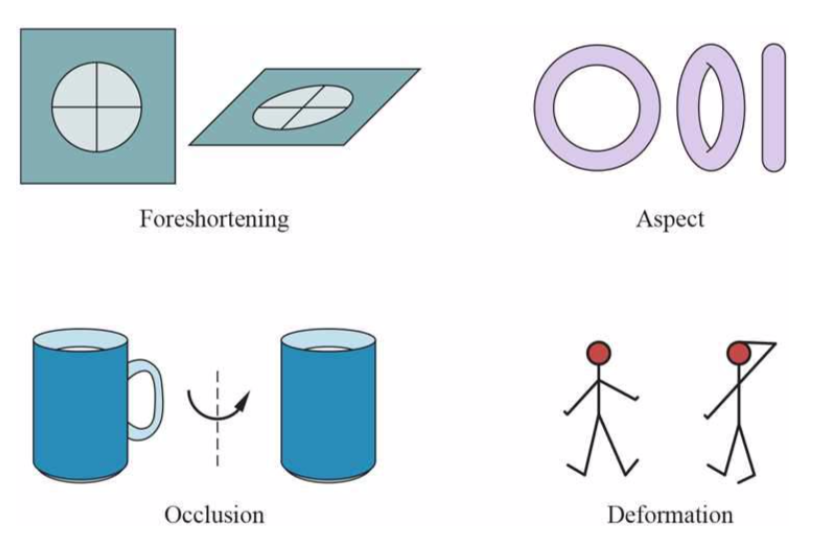 Foreshortening
Aspect
Occlusion
Deformation